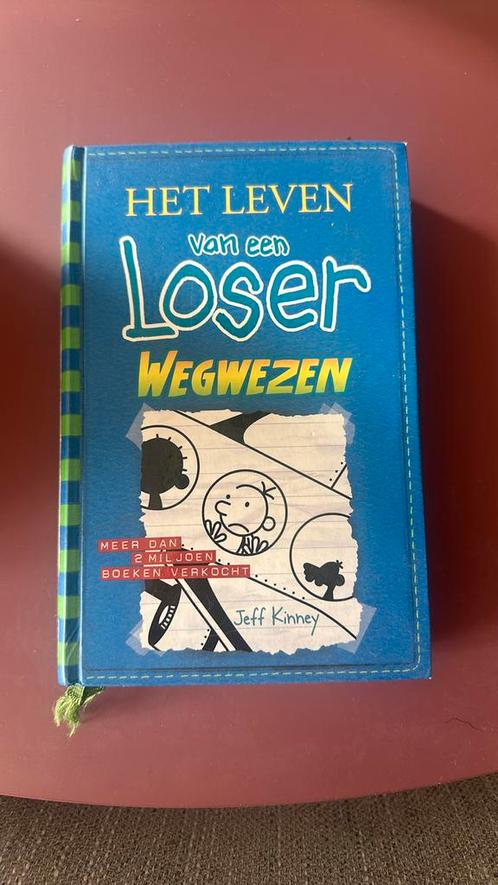 HET LEVEN
van een
Loser
WEGWEZEN
MEER DAN
2 MILJOEN
BOEKEN VERKOCHT
Jeff Kinney